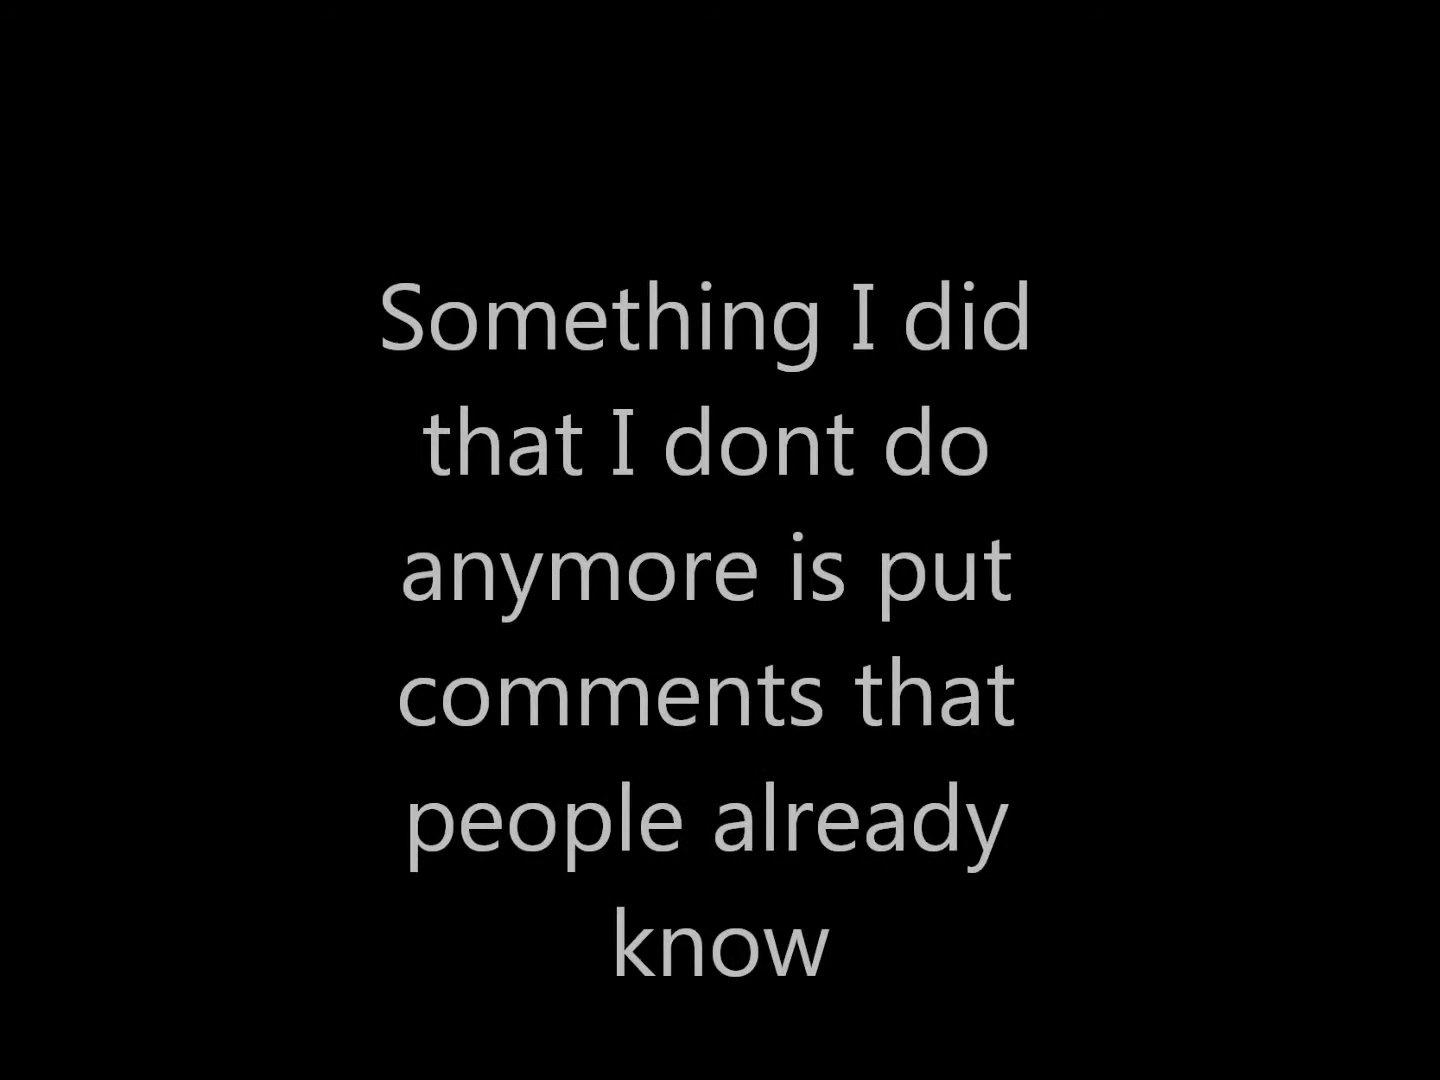 Something I did
that I dont do
anymore is put
comments that
people already
know